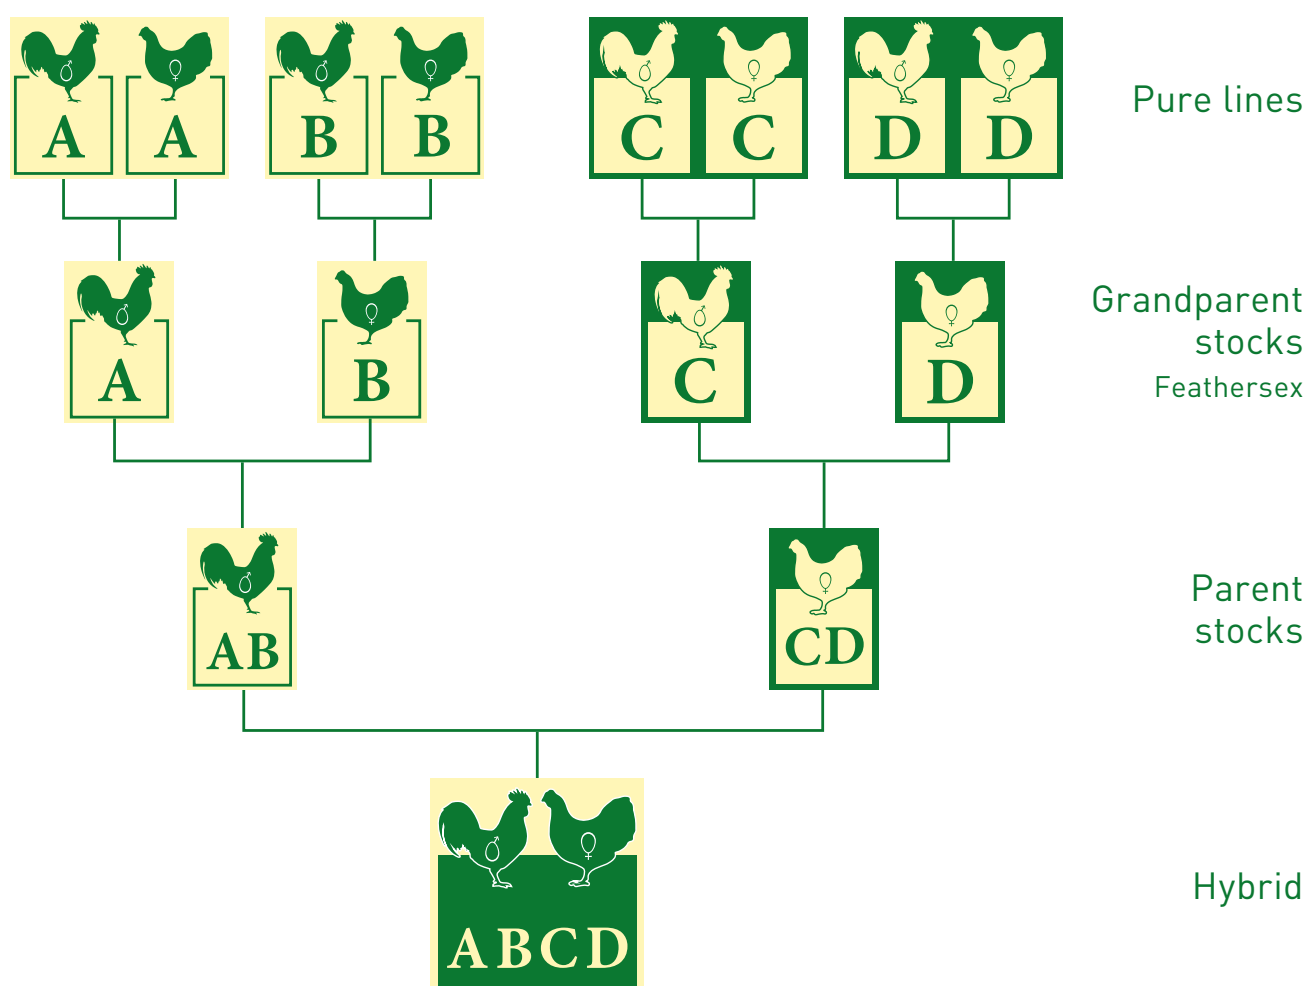 A A B B C C D D Pure lines
A B C D Grandparent
stocks
Feathersex
AB CD Parent
stocks
Hybrid
ABCD